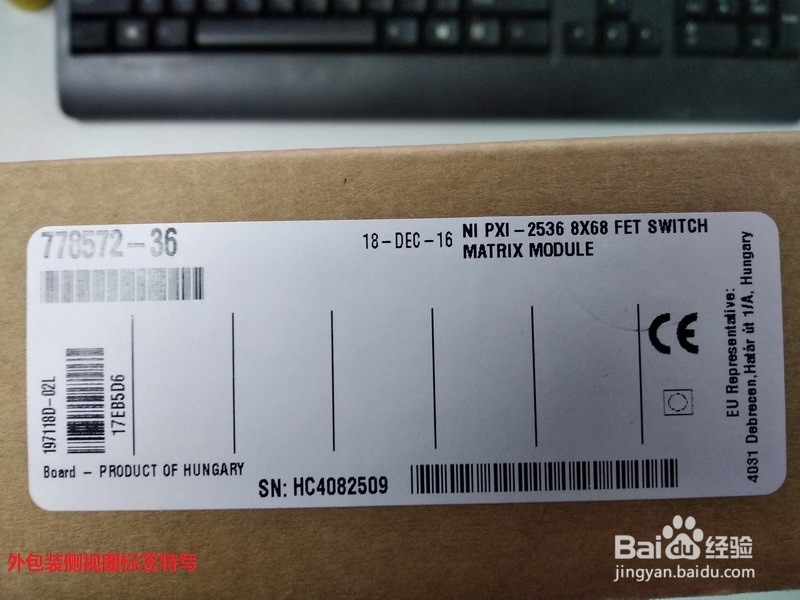 778572-36
18-DEC-16
NI PXI-2536 8X68 FET SWITCH
MATRIX MODULE
197118D-02L
17EB5D6
CE
EU Representative:
4031 Debrecen,Határ út 1/A, Hungary
Board - PRODUCT OF HUNGARY
SN: HC4082509
外包装侧视图标签特写
Baidu经验
jingyan.baidu.com